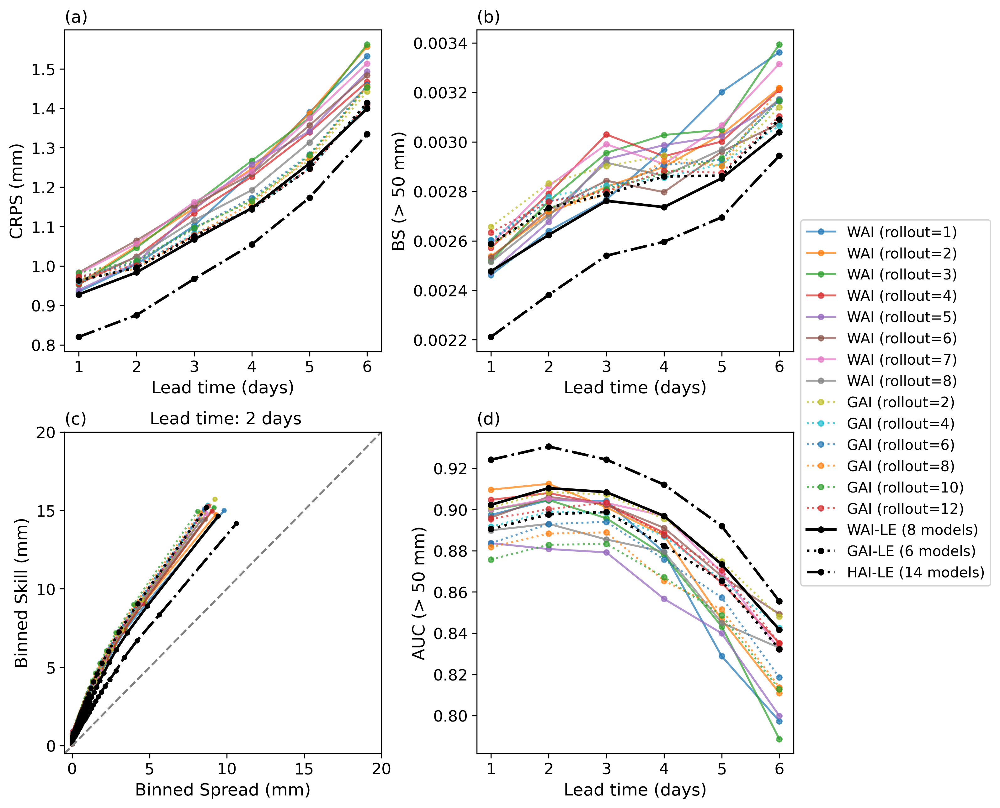 (a)
CRPS (mm)
1.5
1.4
1.3
1.2
1.1
1.0
0.9
0.8
1 2 3 4 5 6
Lead time (days)
(b)
BS (> 50 mm)
0.0034
0.0032
0.0030
0.0028
0.0026
0.0024
0.0022
1 2 3 4 5 6
Lead time (days)
(c)
Lead time: 2 days
Binned Skill (mm)
20
15
10
5
0
0 5 10 15 20
Binned Spread (mm)
(d)
AUC (> 50 mm)
0.92
0.90
0.88
0.86
0.84
0.82
0.80
1 2 3 4 5 6
Lead time (days)
WAI (rollout=1)
WAI (rollout=2)
WAI (rollout=3)
WAI (rollout=4)
WAI (rollout=5)
WAI (rollout=6)
WAI (rollout=7)
WAI (rollout=8)
GAI (rollout=2)
GAI (rollout=4)
GAI (rollout=6)
GAI (rollout=8)
GAI (rollout=10)
GAI (rollout=12)
WAI-LE (8 models)
GAI-LE (6 models)
HAI-LE (14 models)